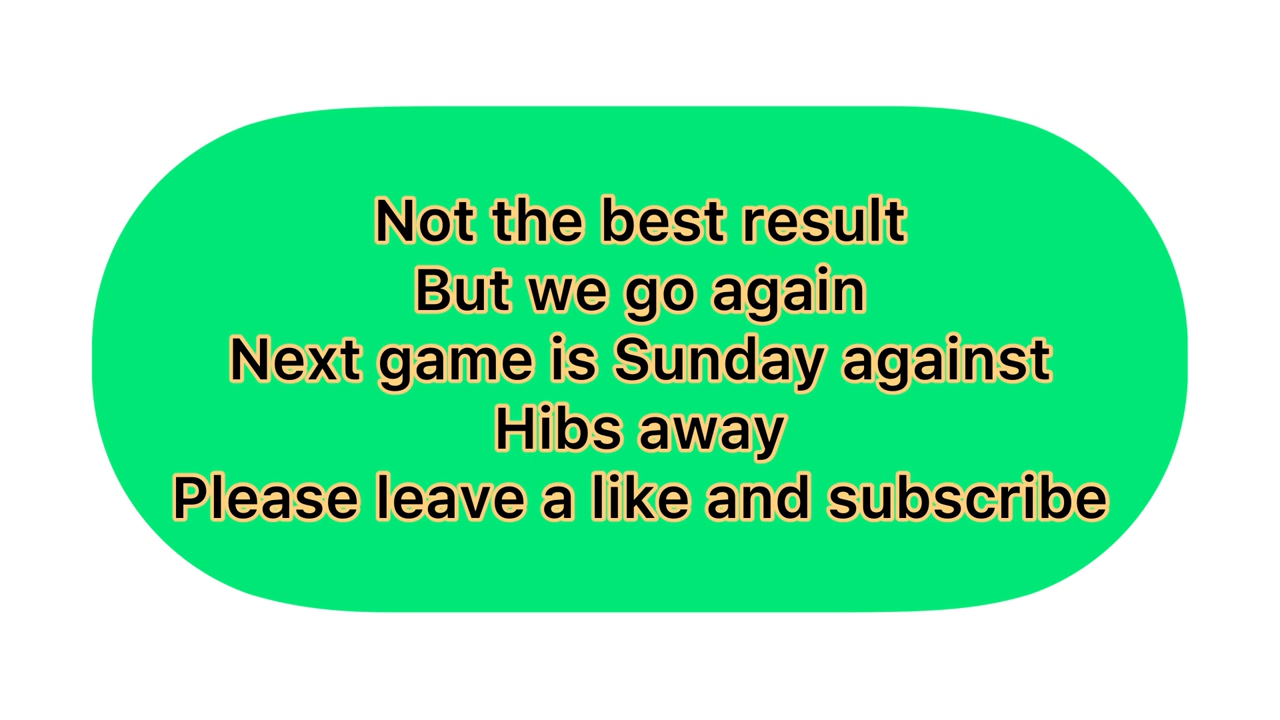 Not the best result
But we go again
Next game is Sunday against
Hibs away
Please leave a like and subscribe